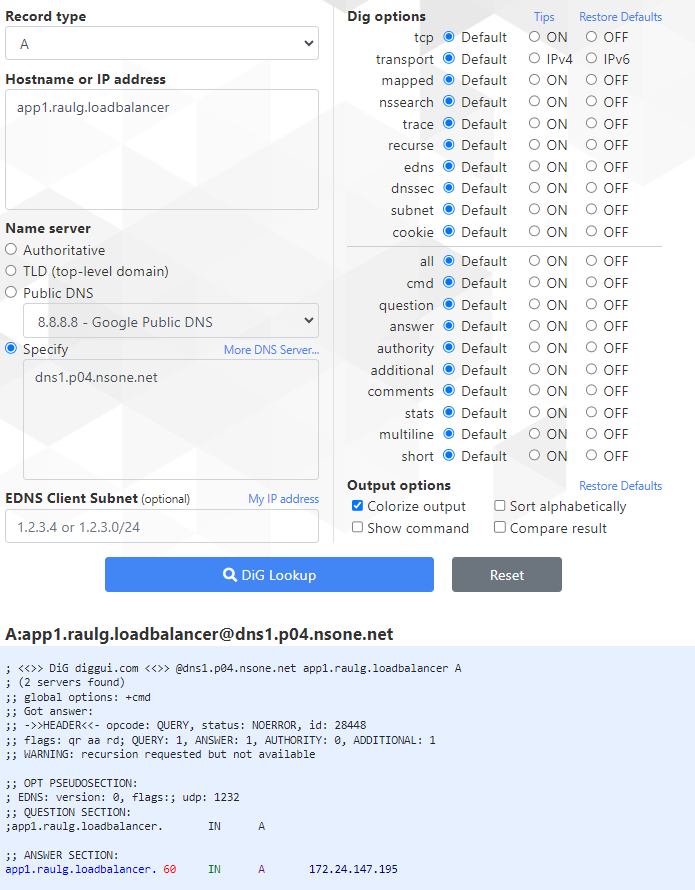 Record type
A
Hostname or IP address
app1.raulg.loadbalancer
Name server
Authoritative
TLD (top-level domain)
Public DNS
8.8.8.8 - Google Public DNS
Specify More DNS Server...
dns1.p04.nsone.net
EDNS Client Subnet (optional) My IP address
1.2.3.4 or 1.2.3.0/24
Dig options Tips Restore Defaults
tcp Default ON OFF
transport Default IPv4 IPv6
mapped Default ON OFF
nssearch Default ON OFF
trace Default ON OFF
recurse Default ON OFF
edns Default ON OFF
dnssec Default ON OFF
subnet Default ON OFF
cookie Default ON OFF
all Default ON OFF
cmd Default ON OFF
question Default ON OFF
answer Default ON OFF
authority Default ON OFF
additional Default ON OFF
comments Default ON OFF
stats Default ON OFF
multiline Default ON OFF
short Default ON OFF
Output options Restore Defaults
Colorize output Sort alphabetically
Show command Compare result
DiG Lookup Reset
A:app1.raulg.loadbalancer@dns1.p04.nsone.net
; <<>> DiG diggui.com <<>> @dns1.p04.nsone.net app1.raulg.loadbalancer A
; (2 servers found)
;; global options: +cmd
;; Got answer:
;; ->>HEADER<<- opcode: QUERY, status: NOERROR, id: 28448
;; flags: qr aa rd; QUERY: 1, ANSWER: 1, AUTHORITY: 0, ADDITIONAL: 1
;; WARNING: recursion requested but not available
;; OPT PSEUDOSECTION:
; EDNS: version: 0, flags:; udp: 1232
;; QUESTION SECTION:
;app1.raulg.loadbalancer. IN A
;; ANSWER SECTION:
app1.raulg.loadbalancer. 60 IN A 172.24.147.195